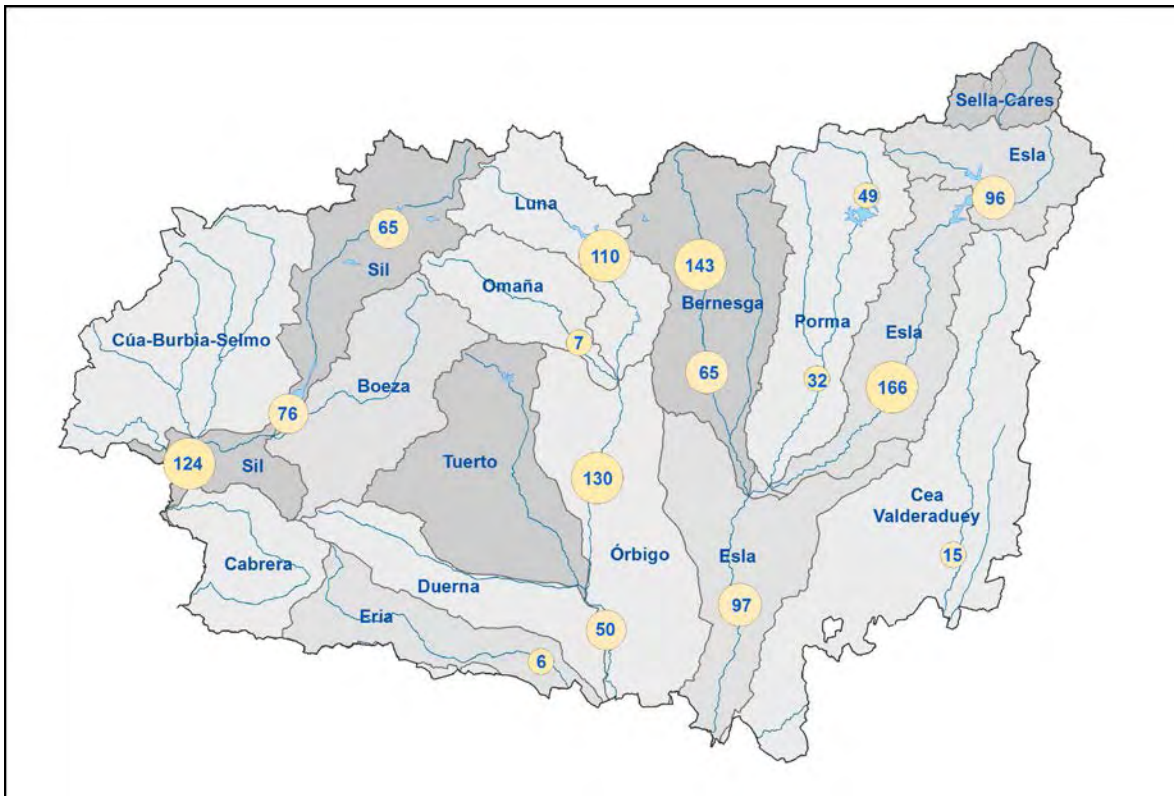 Sella-Cares
Esla
96
49
Luna
65
Sil
110
143
Omaña
Bernesga
Porma
Esla
Cúa-Burbia-Selmo
7
65
32
166
Boeza
76
124
Sil
Tuerto
130
Cea
Valderaduey
15
Cabrera
Duerna
Órbigo
Esla
97
Eria
50
6